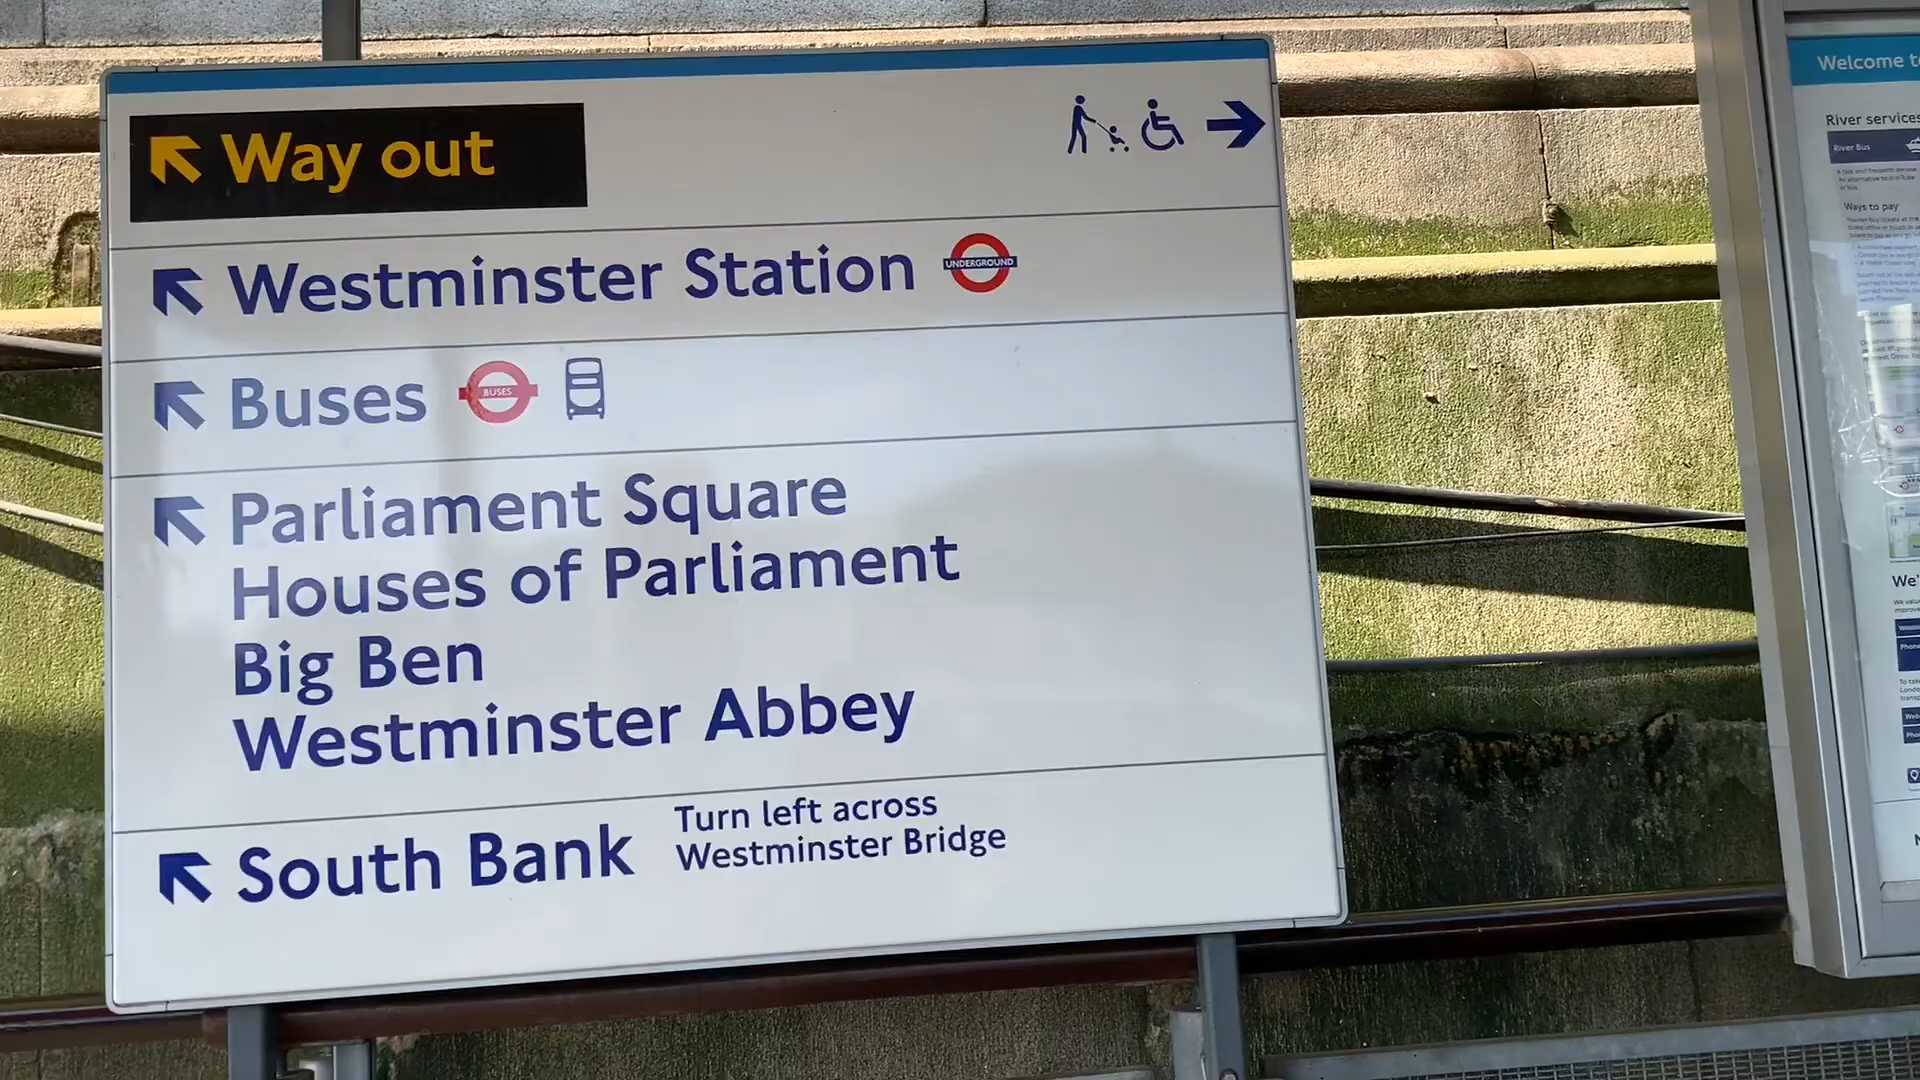 Way out
Westminster Station UNDERGROUND
Buses BUSES
Parliament Square
Houses of Parliament
Big Ben
Westminster Abbey
South Bank Turn left across
Westminster Bridge
Welcome
River services
River Bus
Ways to pay